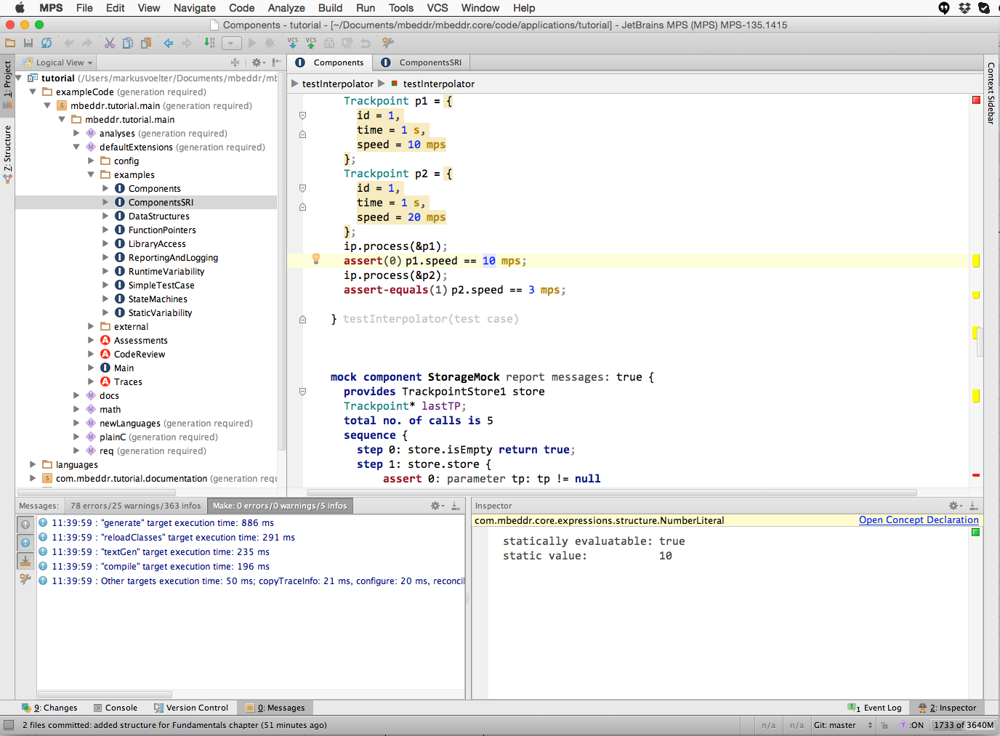 MPS File Edit View Navigate Code Analyze Build Run Tools VCS Window Help
Components - tutorial - [~/Documents/mbeddr/mbeddr.core/code/applications/tutorial] - JetBrains MPS (MPS) MPS-135.1415
VCS VCS
1: Project
Z: Structure
Context Sidebar
Logical View
Components ComponentsSRI
tutorial (/Users/markusvoelter/Documents/mbeddr/mb
exampleCode (generation required)
mbeddr.tutorial.main (generation required)
mbeddr.tutorial.main
analyses (generation required)
defaultExtensions (generation required)
config
examples
Components
ComponentsSRI
DataStructures
FunctionPointers
LibraryAccess
ReportingAndLogging
RuntimeVariability
SimpleTestCase
StateMachines
StaticVariability
external
Assessments
CodeReview
Main
Traces
docs
math
newLanguages (generation required)
plainC (generation required)
req (generation required)
languages
com.mbeddr.tutorial.documentation (generation requ
testInterpolator testInterpolator
Trackpoint p1 = {
id = 1,
time = 1 s,
speed = 10 mps
};
Trackpoint p2 = {
id = 1,
time = 1 s,
speed = 20 mps
};
ip.process(&p1);
assert(0) p1.speed == 10 mps;
ip.process(&p2);
assert-equals(1) p2.speed == 3 mps;
} testInterpolator(test case)
mock component StorageMock report messages: true {
provides TrackpointStore1 store
Trackpoint* lastTP;
total no. of calls is 5
sequence {
step 0: store.isEmpty return true;
step 1: store.store {
assert 0: parameter tp: tp != null
Messages: 78 errors/25 warnings/363 infos Make: 0 errors/0 warnings/5 infos
11:39:59 : "generate" target execution time: 886 ms
11:39:59 : "reloadClasses" target execution time: 291 ms
11:39:59 : "textGen" target execution time: 235 ms
11:39:59 : "compile" target execution time: 196 ms
11:39:59 : Other targets execution time: 50 ms; copyTraceInfo: 21 ms, configure: 20 ms, reconcil
Inspector
com.mbeddr.core.expressions.structure.NumberLiteral Open Concept Declaration
statically evaluatable: true
static value: 10
9: Changes Console Version Control 0: Messages 1 Event Log 2: Inspector
2 files committed: added structure for Fundamentals chapter (51 minutes ago) n/a n/a Git: master T :ON 1733 of 3640M